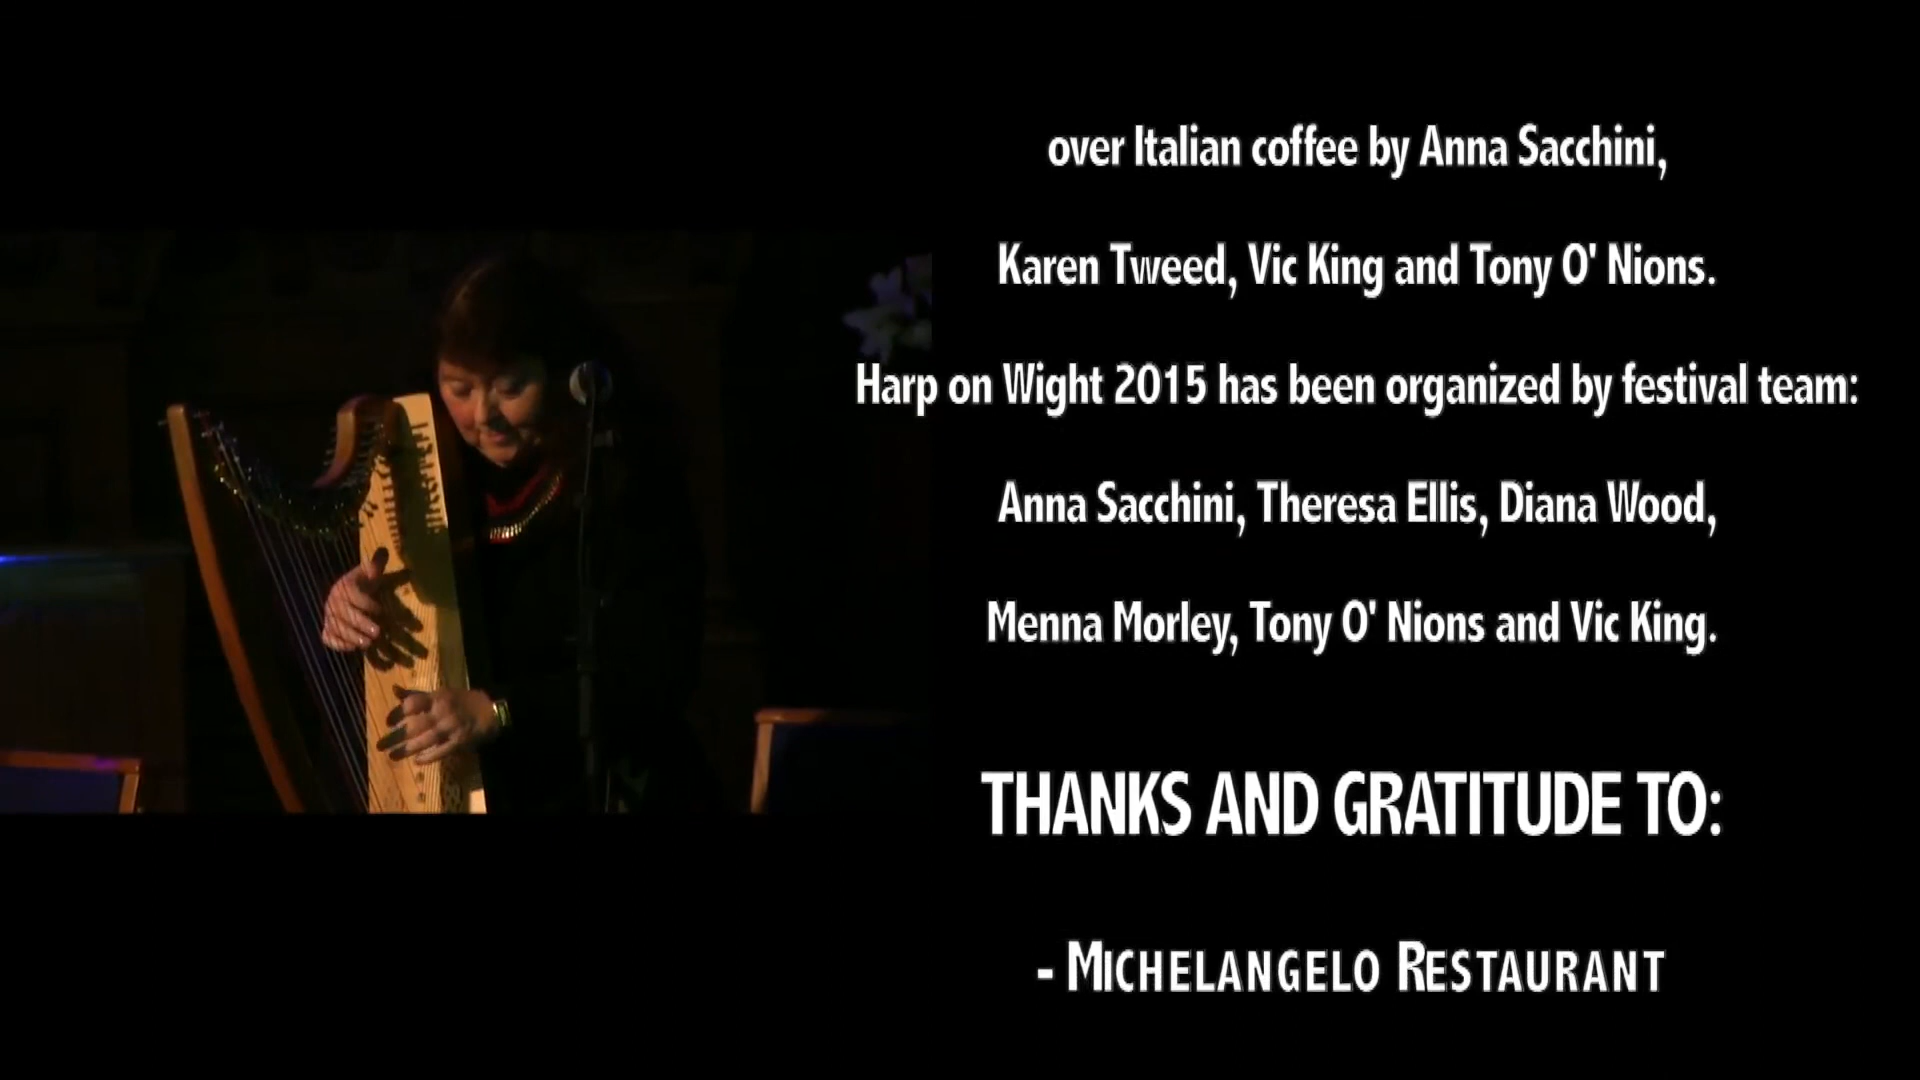 over Italian coffee by Anna Sacchini,
Karen Tweed, Vic King and Tony O' Nions.
Harp on Wight 2015 has been organized by festival team:
Anna Sacchini, Theresa Ellis, Diana Wood,
Menna Morley, Tony O' Nions and Vic King.
THANKS AND GRATITUDE TO:
- MICHELANGELO RESTAURANT